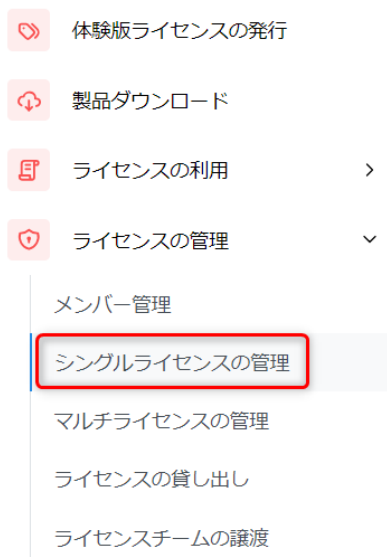 体験版ライセンスの発行
製品ダウンロード
ライセンスの利用
ライセンスの管理
メンバー管理
シングルライセンスの管理
マルチライセンスの管理
ライセンスの貸し出し
ライセンスチームの譲渡